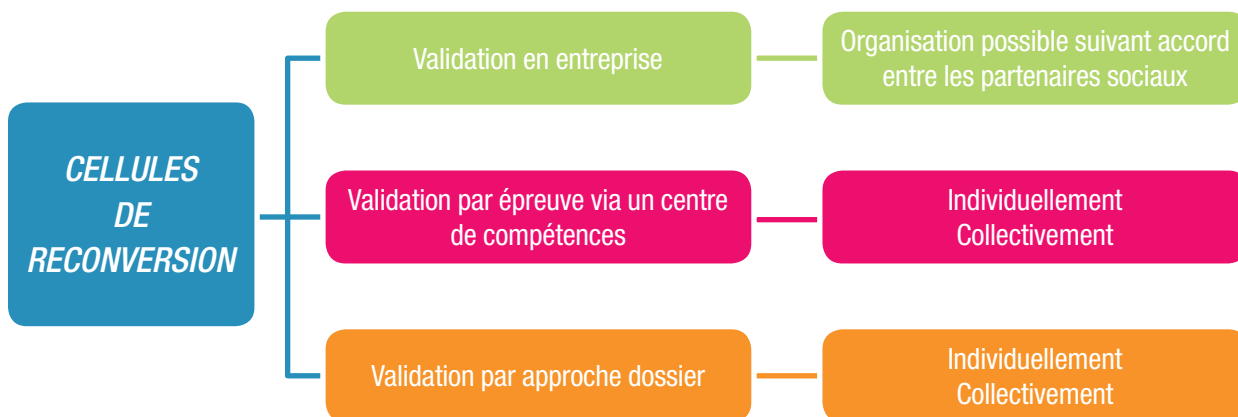 CELLULES
DE
RECONVERSION
Validation en entreprise
Organisation possible suivant accord
entre les partenaires sociaux
Validation par épreuve via un centre
de compétences
Individuellement
Collectivement
Validation par approche dossier
Individuellement
Collectivement